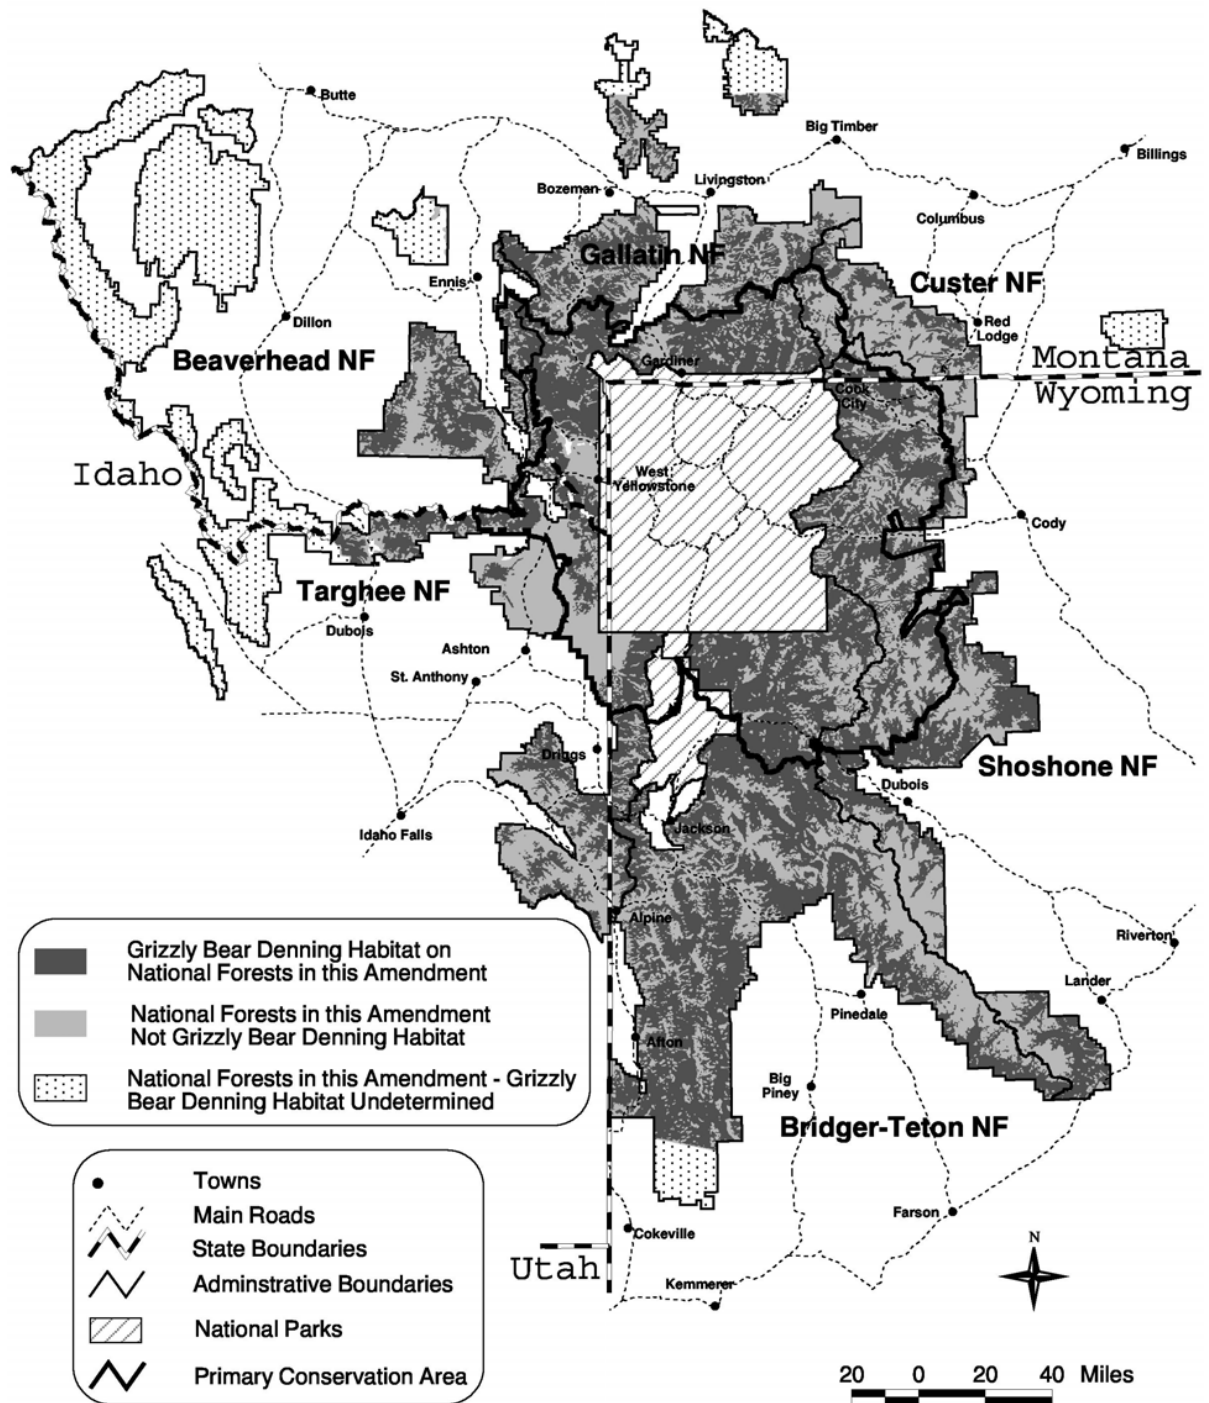 Butte
Big Timber
Billings
Bozeman
Livingston
Columbus
Gallatin NF
Ennis
Custer NF
Dillon
Red
Lodge
Beaverhead NF
Gardiner
Montana
Cook
City
Wyoming
Idaho
West
Yellowstone
Cody
Targhee NF
Dubois
Ashton
St. Anthony
Driggs
Shoshone NF
Dubois
Idaho Falls
Jackson
Alpine
Riverton
Grizzly Bear Denning Habitat on
National Forests in this Amendment
Lander
National Forests in this Amendment
Not Grizzly Bear Denning Habitat
Pinedale
Afton
National Forests in this Amendment - Grizzly
Bear Denning Habitat Undetermined
Big
Piney
Bridger-Teton NF
Towns
Main Roads
State Boundaries
Adminstrative Boundaries
National Parks
Primary Conservation Area
Farson
Cokeville
Utah
Kemmerer
N
20 0 20 40 Miles